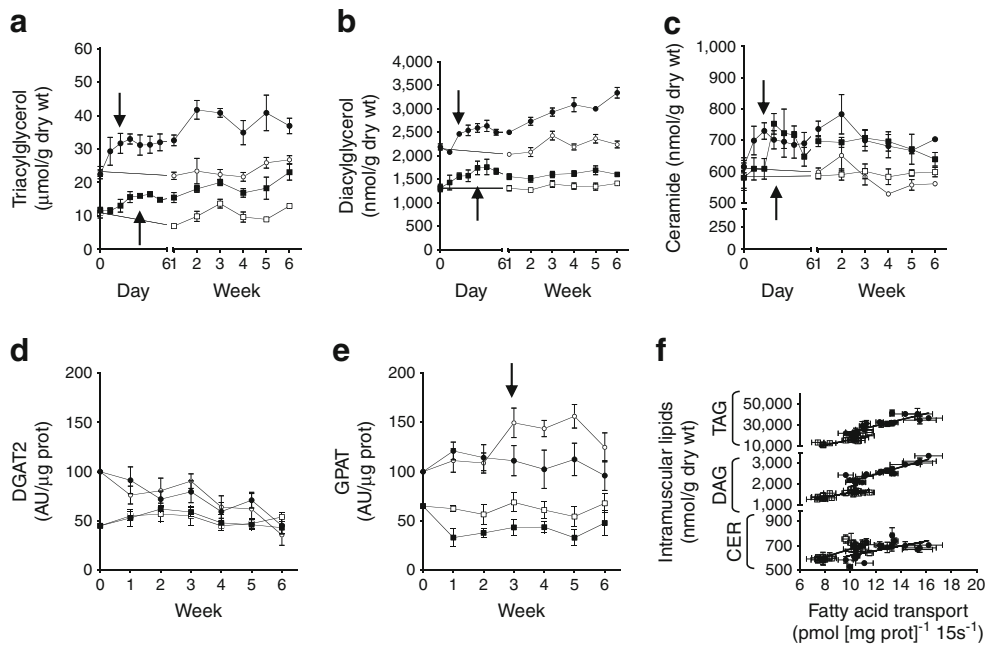 a
Triacylglycerol
(μmol/g dry wt)
60
50
40
30
20
10
0
0 61 2 3 4 5 6
Day Week
b
Diacylglycerol
(nmol/g dry wt)
4,000
3,500
3,000
2,500
2,000
1,500
1,000
500
0
0 61 2 3 4 5 6
Day Week
c
Ceramide (nmol/g dry wt)
1,000
900
800
700
600
500
250
0
0 61 2 3 4 5 6
Day Week
d
DGAT2
(AU/μg prot)
200
150
100
50
0
0 1 2 3 4 5 6
Week
e
GPAT
(AU/μg prot)
200
150
100
50
0
0 1 2 3 4 5 6
Week
f
Intramuscular lipids
(nmol/g dry wt)
TAG
50,000
30,000
10,000
DAG
3,000
2,000
1,000
CER
900
700
500
6 8 10 12 14 16 18 20
Fatty acid transport
(pmol [mg prot]⁻¹ 15s⁻¹)